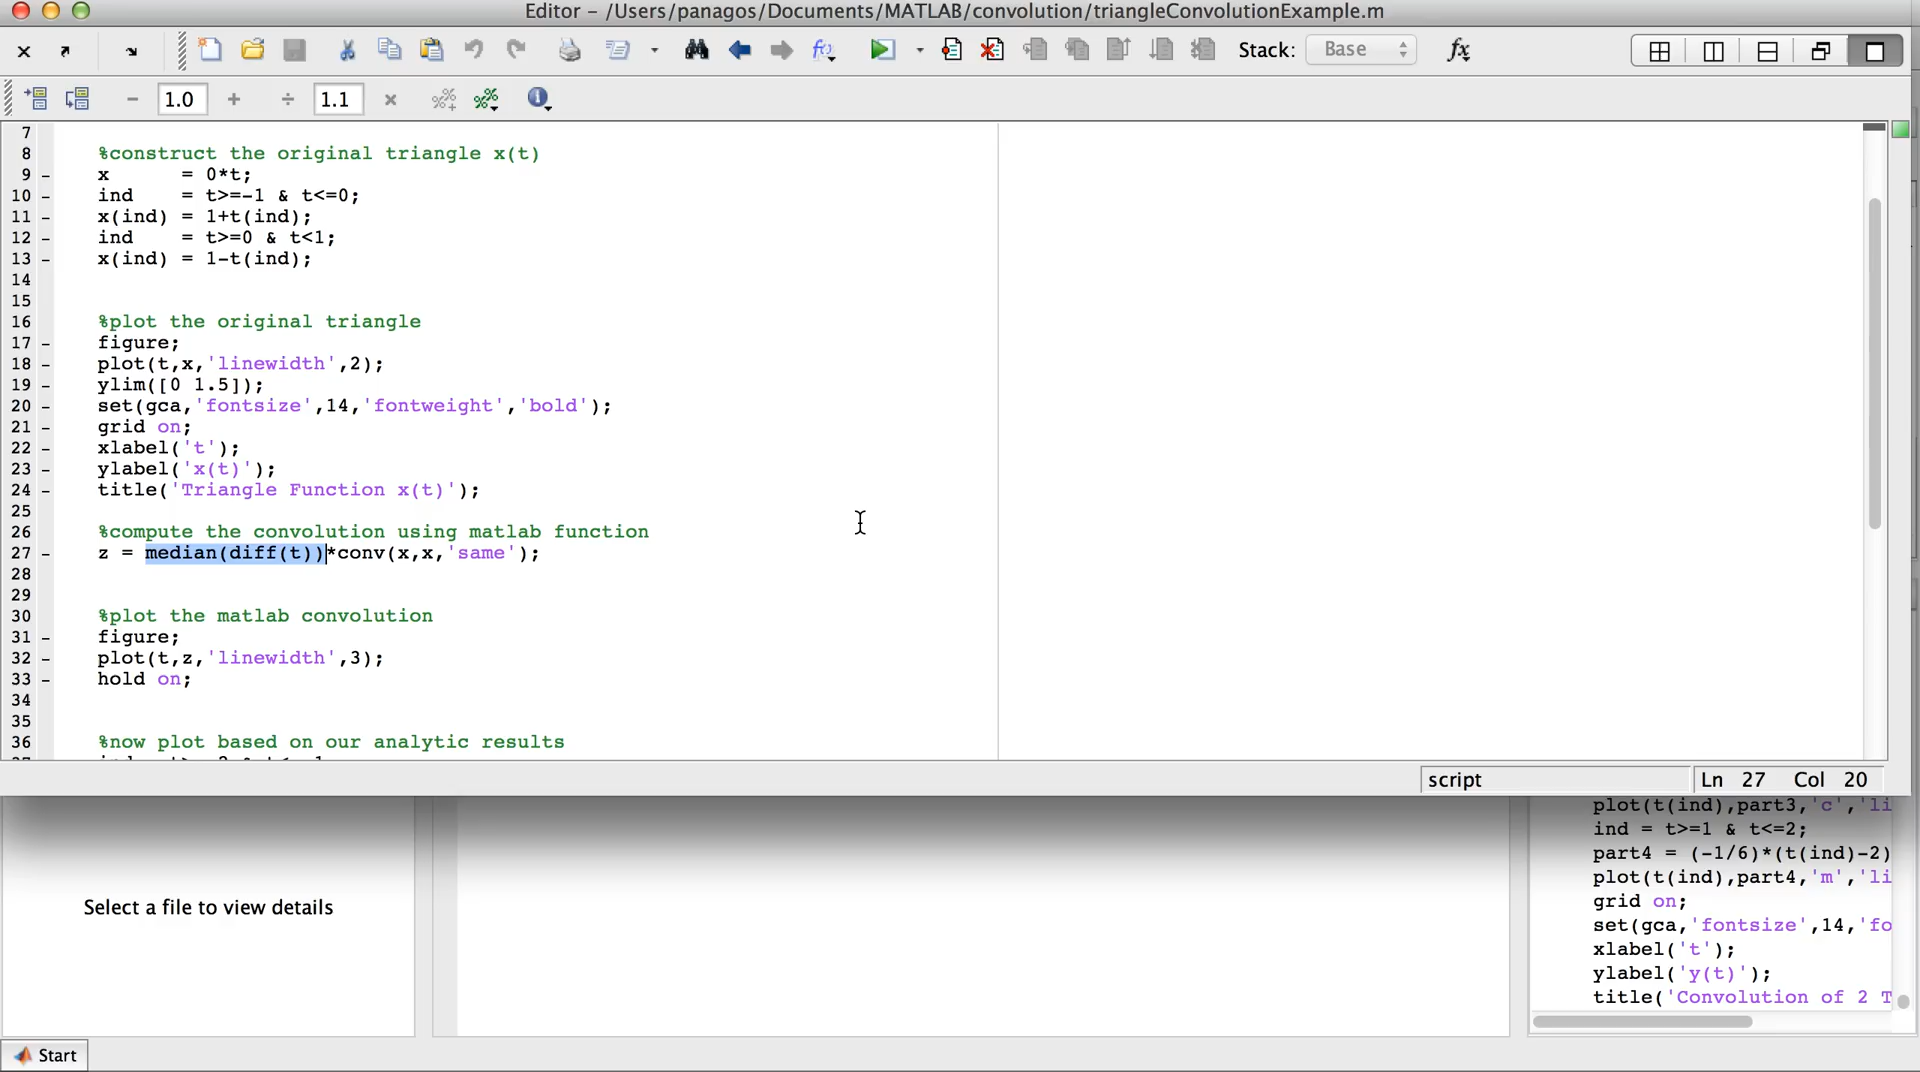 Editor – /Users/panagos/Documents/MATLAB/convolution/triangleConvolutionExample.m
Stack: Base fx
1.0
1.1
7
8 %construct the original triangle x(t)
9 – x = 0*t;
10 – ind = t>=-1 & t<=0;
11 – x(ind) = 1+t(ind);
12 – ind = t>=0 & t<1;
13 – x(ind) = 1-t(ind);
14
15
16 %plot the original triangle
17 – figure;
18 – plot(t,x,'linewidth',2);
19 – ylim([0 1.5]);
20 – set(gca,'fontsize',14,'fontweight','bold');
21 – grid on;
22 – xlabel('t');
23 – ylabel('x(t)');
24 – title('Triangle Function x(t)');
25
26 %compute the convolution using matlab function
27 – z = median(diff(t))*conv(x,x,'same');
28
29
30 %plot the matlab convolution
31 – figure;
32 – plot(t,z,'linewidth',3);
33 – hold on;
34
35
36 %now plot based on our analytic results
script Ln 27 Col 20
plot(t(ind),part3,'c','li
ind = t>=1 & t<=2;
part4 = (-1/6)*(t(ind)-2)
plot(t(ind),part4,'m','li
grid on;
set(gca,'fontsize',14,'fo
xlabel('t');
ylabel('y(t)');
title('Convolution of 2 T
Select a file to view details
Start